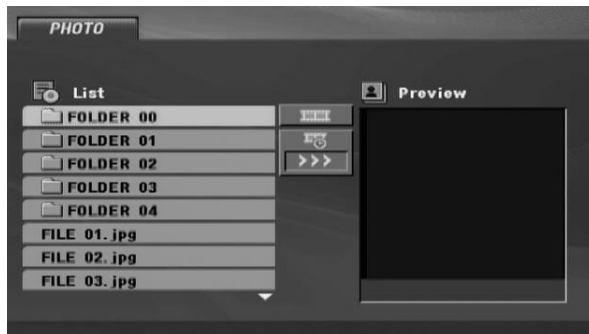 PHOTO
List
Preview
FOLDER 00
FOLDER 01
FOLDER 02
FOLDER 03
FOLDER 04
FILE 01.jpg
FILE 02.jpg
FILE 03.jpg
>>>